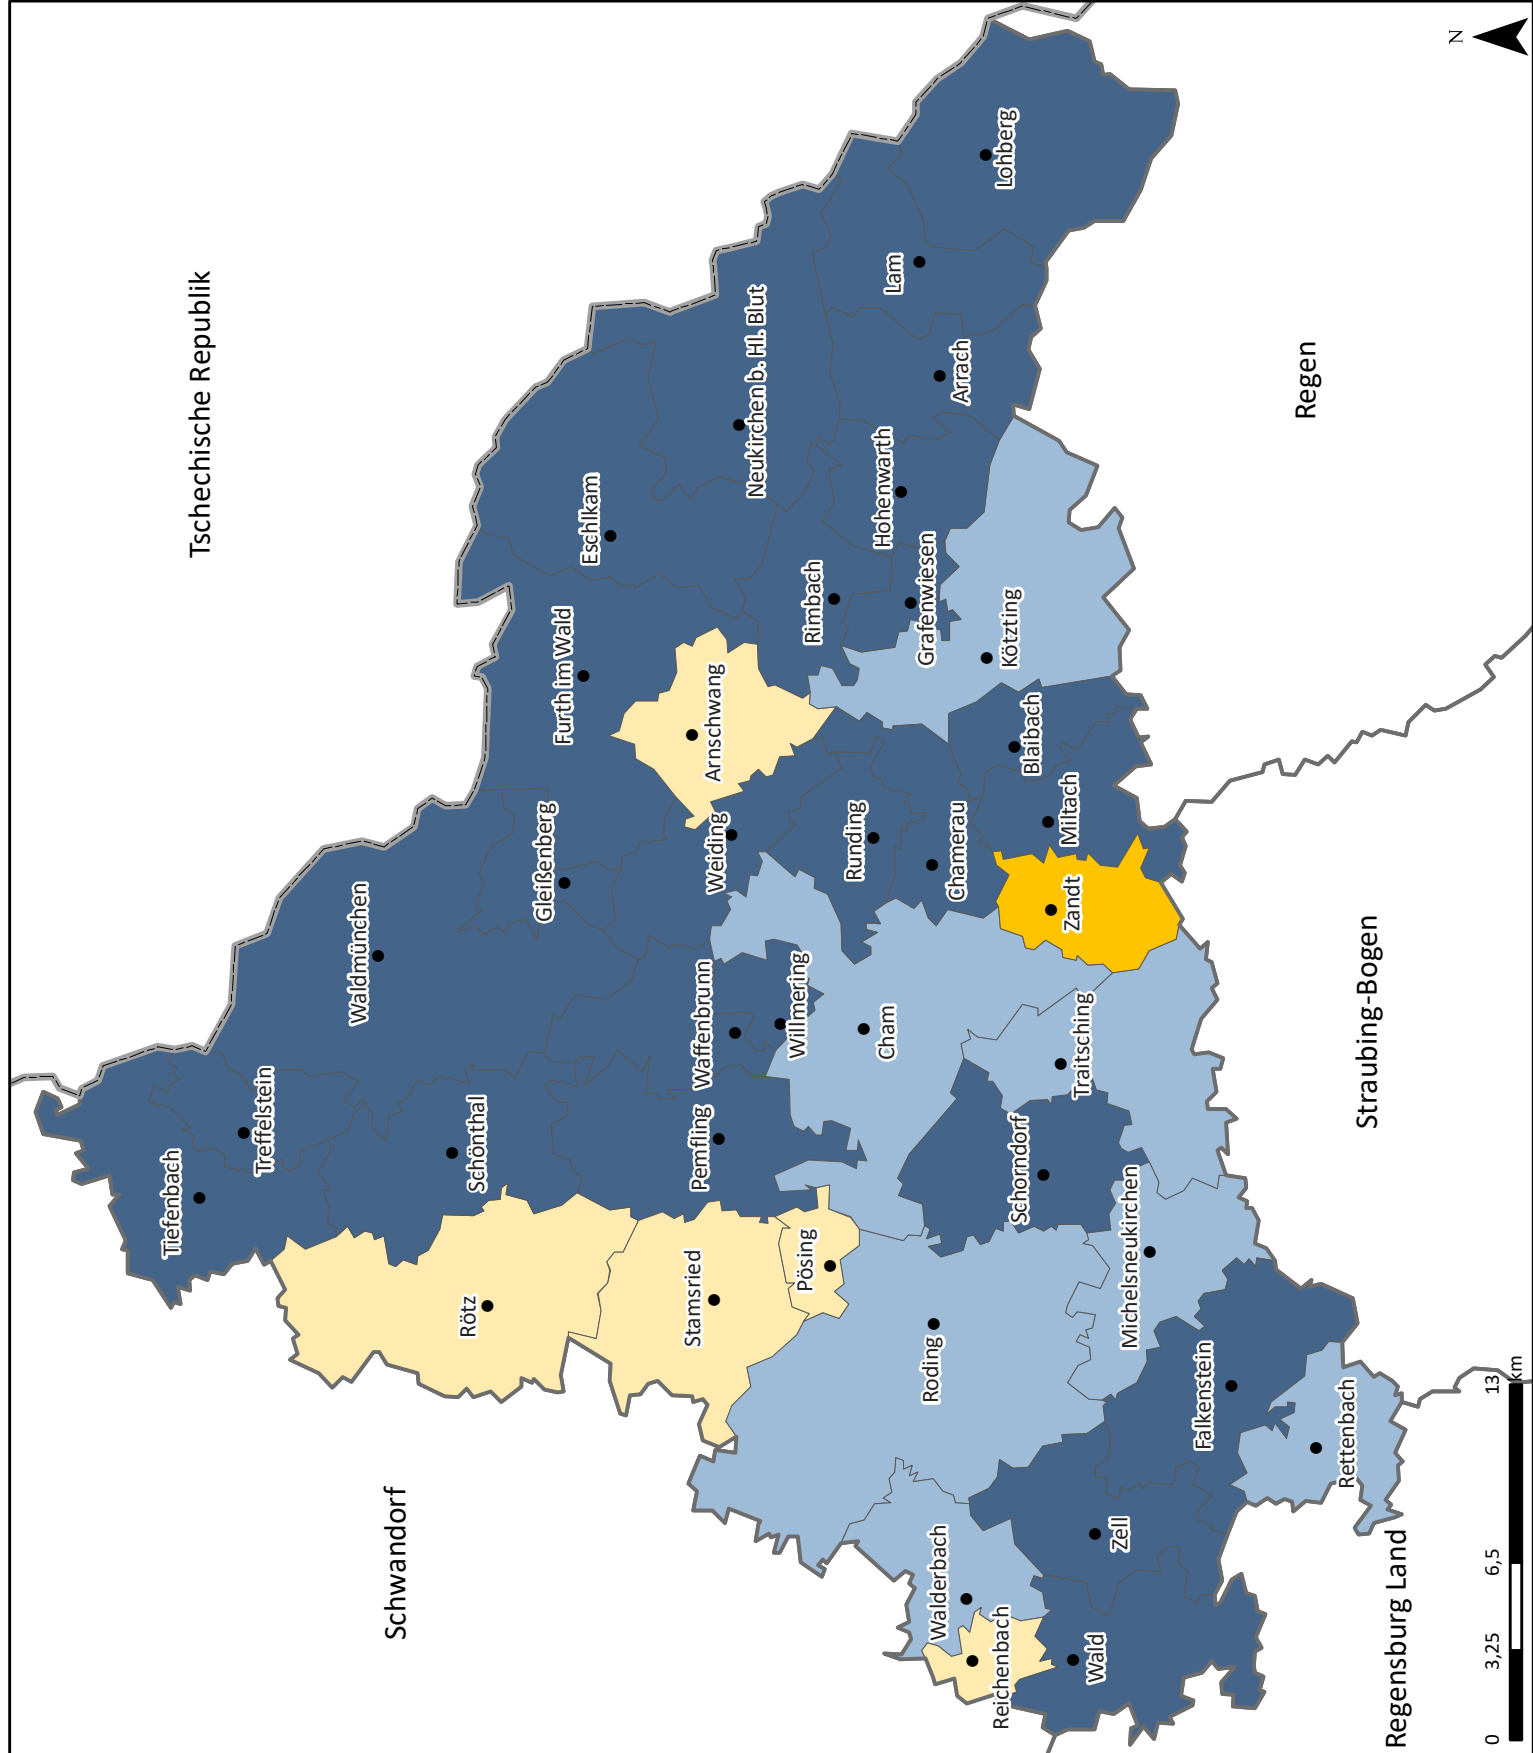 Tschechische Republik
Tiefenbach
Treffelstein
Waldmünchen
Rötz
Schönthal
Gleißenberg
Furth im Wald
Eschlkam
Schwandorf
Stamsried
Pemfling
Waffenbrunn
Weiding
Arnschwang
Neukirchen b. Hl. Blut
Pösing
Willmering
Runding
Rimbach
Hohenwarth
Lam
Roding
Cham
Chamerau
Grafenwiesen
Arrach
Lohberg
Walderbach
Reichenbach
Schorndorf
Traitsching
Zandt
Miltach
Blaibach
Kötzting
Wald
Zell
Michelsneukirchen
Falkenstein
Rettenbach
Regensburg Land
Straubing-Bogen
Regen
N
0
3,25
6,5
13
km